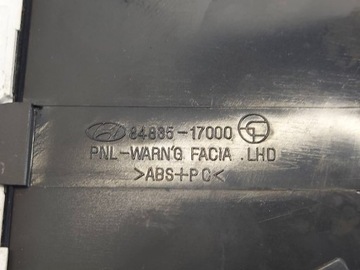 84835-17000
PNL-WARN'G FACIA . LHD
>ABS+PC<